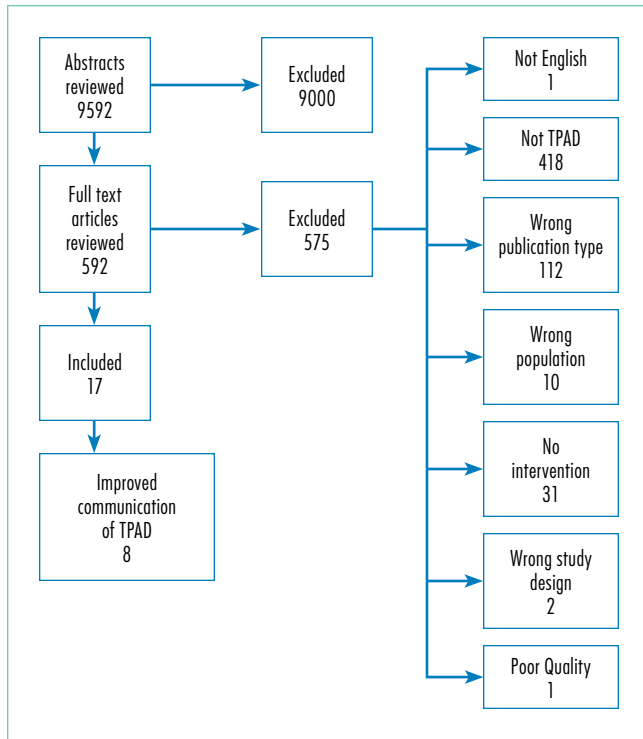 Abstracts
reviewed
9592
Excluded
9000
Full text
articles
reviewed
592
Excluded
575
Included
17
Improved
communication
of TPAD
8
Not English
1
Not TPAD
418
Wrong
publication type
112
Wrong
population
10
No
intervention
31
Wrong study
design
2
Poor Quality
1